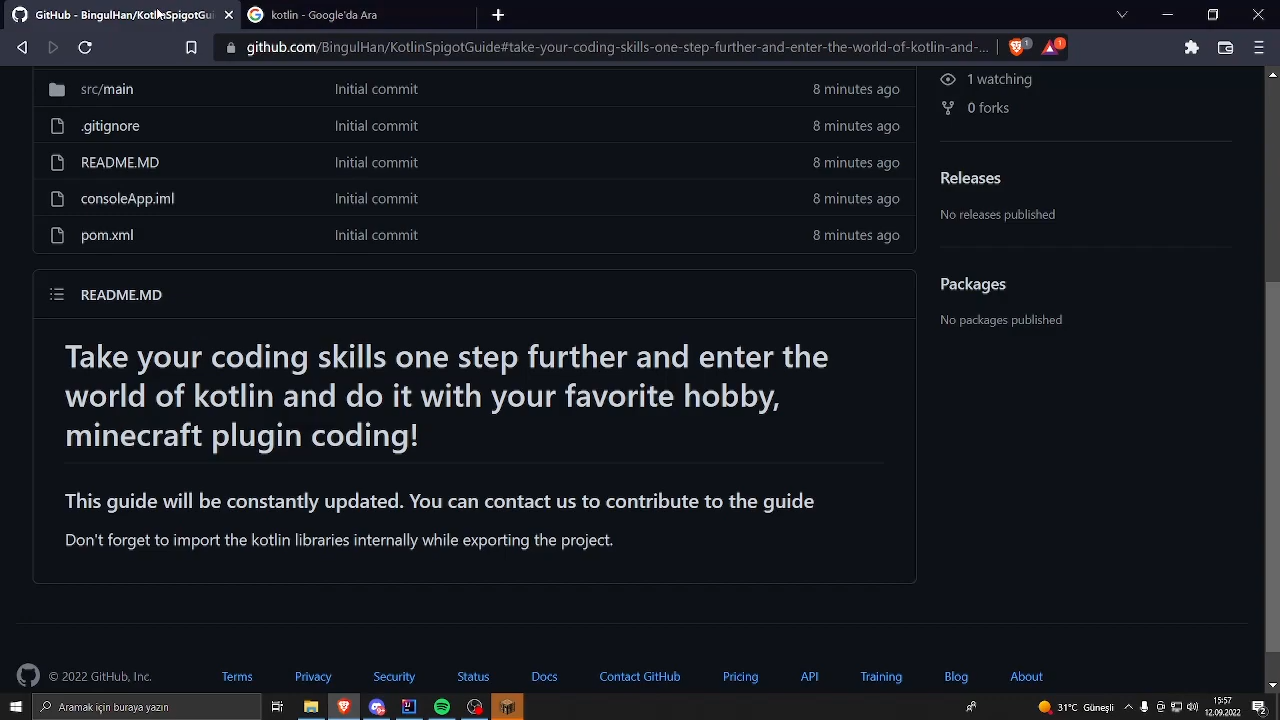 GitHub - BingulHan/KotlinSpigotGui
kotlin - Google'da Ara
github.com/BingulHan/KotlinSpigotGuide#take-your-coding-skills-one-step-further-and-enter-the-world-of-kotlin-and-...
1
1
src/main
Initial commit
8 minutes ago
1 watching
.gitignore
Initial commit
8 minutes ago
0 forks
README.MD
Initial commit
8 minutes ago
Releases
consoleApp.iml
Initial commit
8 minutes ago
No releases published
pom.xml
Initial commit
8 minutes ago
Packages
README.MD
No packages published
Take your coding skills one step further and enter the
world of kotlin and do it with your favorite hobby,
minecraft plugin coding!
This guide will be constantly updated. You can contact us to contribute to the guide
Don't forget to import the kotlin libraries internally while exporting the project.
© 2022 GitHub, Inc.
Terms
Privacy
Security
Status
Docs
Contact GitHub
Pricing
API
Training
Blog
About
Aramak için buraya yazın
31°C Güneşli
15:57
12.09.2022
2